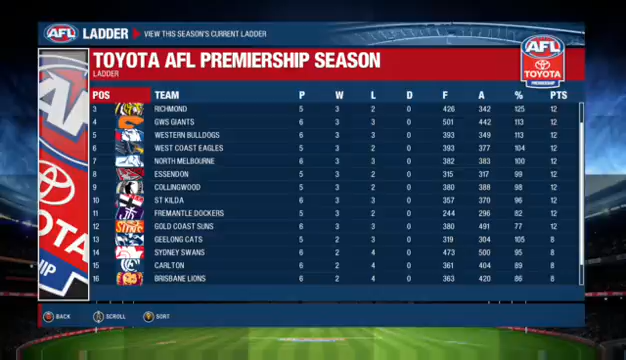 AFL LADDER VIEW THIS SEASON'S CURRENT LADDER
TOYOTA AFL PREMIERSHIP SEASON
LADDER
AFL
TOYOTA
PREMIERSHIP
POS TEAM P W L D F A % PTS
3 RICHMOND 5 3 2 0 426 342 125 12
4 GWS GIANTS 6 3 3 0 501 442 113 12
5 WESTERN BULLDOGS 6 3 3 0 393 349 113 12
6 WEST COAST EAGLES 5 3 2 0 393 377 104 12
7 NORTH MELBOURNE 6 3 3 0 382 383 100 12
8 ESSENDON 5 3 2 0 315 317 99 12
9 COLLINGWOOD 5 3 2 0 380 388 98 12
10 ST KILDA 6 3 3 0 357 370 96 12
11 FREMANTLE DOCKERS 5 3 2 0 244 296 82 12
12 GOLD COAST SUNS 6 3 3 0 380 491 77 12
13 GEELONG CATS 5 2 3 0 319 304 105 8
14 SYDNEY SWANS 6 2 4 0 473 500 95 8
15 CARLTON 6 2 4 0 361 404 89 8
16 BRISBANE LIONS 6 2 4 0 363 420 86 8
BACK SCROLL SORT